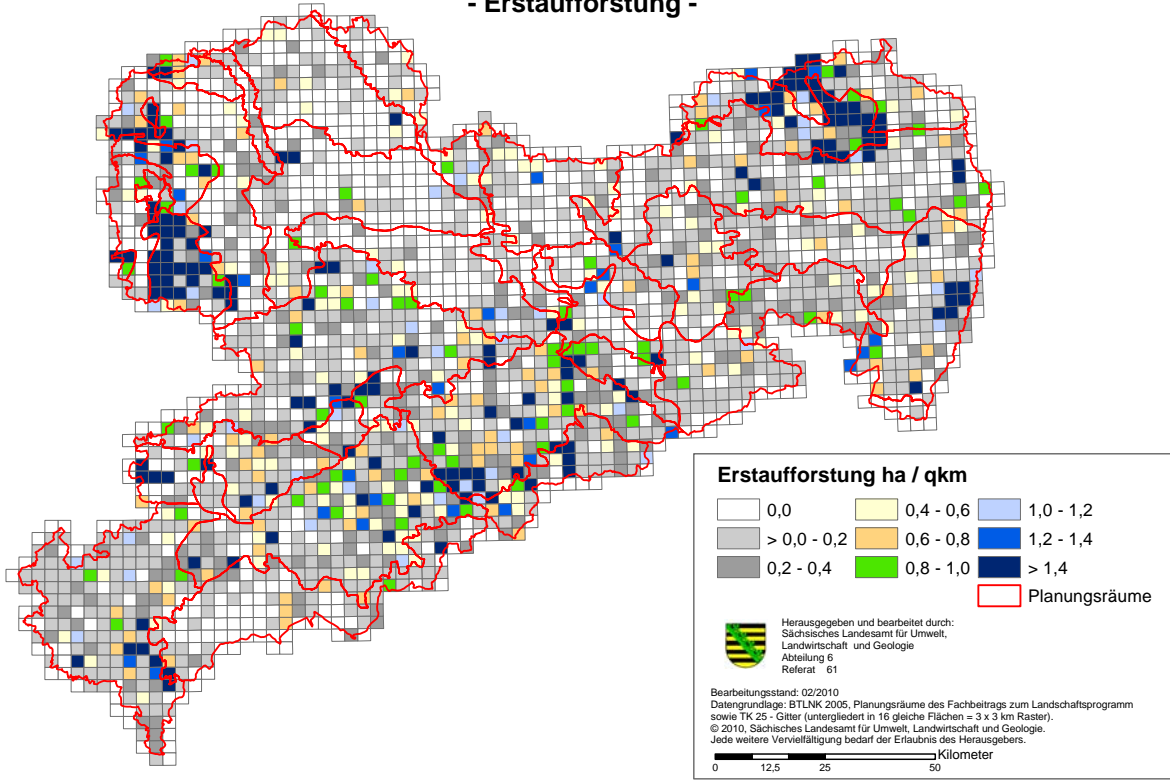 - Erstaufforstung -
Erstaufforstung ha / qkm
0,0
> 0,0 - 0,2
0,2 - 0,4
0,4 - 0,6
0,6 - 0,8
0,8 - 1,0
1,0 - 1,2
1,2 - 1,4
> 1,4
Planungsräume
Herausgegeben und bearbeitet durch:
Sächsisches Landesamt für Umwelt,
Landwirtschaft und Geologie
Abteilung 6
Referat 61
Bearbeitungsstand: 02/2010
Datengrundlage: BTLNK 2005, Planungsräume des Fachbeitrags zum Landschaftsprogramm
sowie TK 25 - Gitter (untergliedert in 16 gleiche Flächen = 3 x 3 km Raster).
© 2010, Sächsisches Landesamt für Umwelt, Landwirtschaft und Geologie.
Jede weitere Vervielfältigung bedarf der Erlaubnis des Herausgebers.
Kilometer
0 12,5 25 50